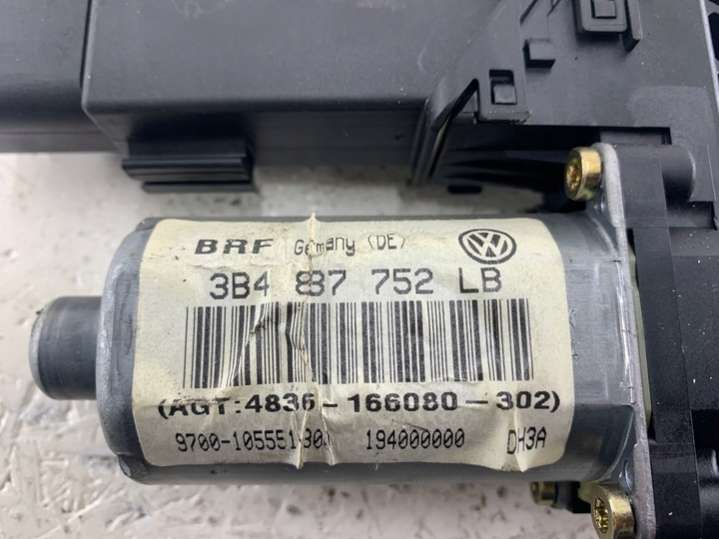 BRF Germany (DE)
3B4 837 752 LB
(AGT:4836-166080-302)
194000000 DH3A